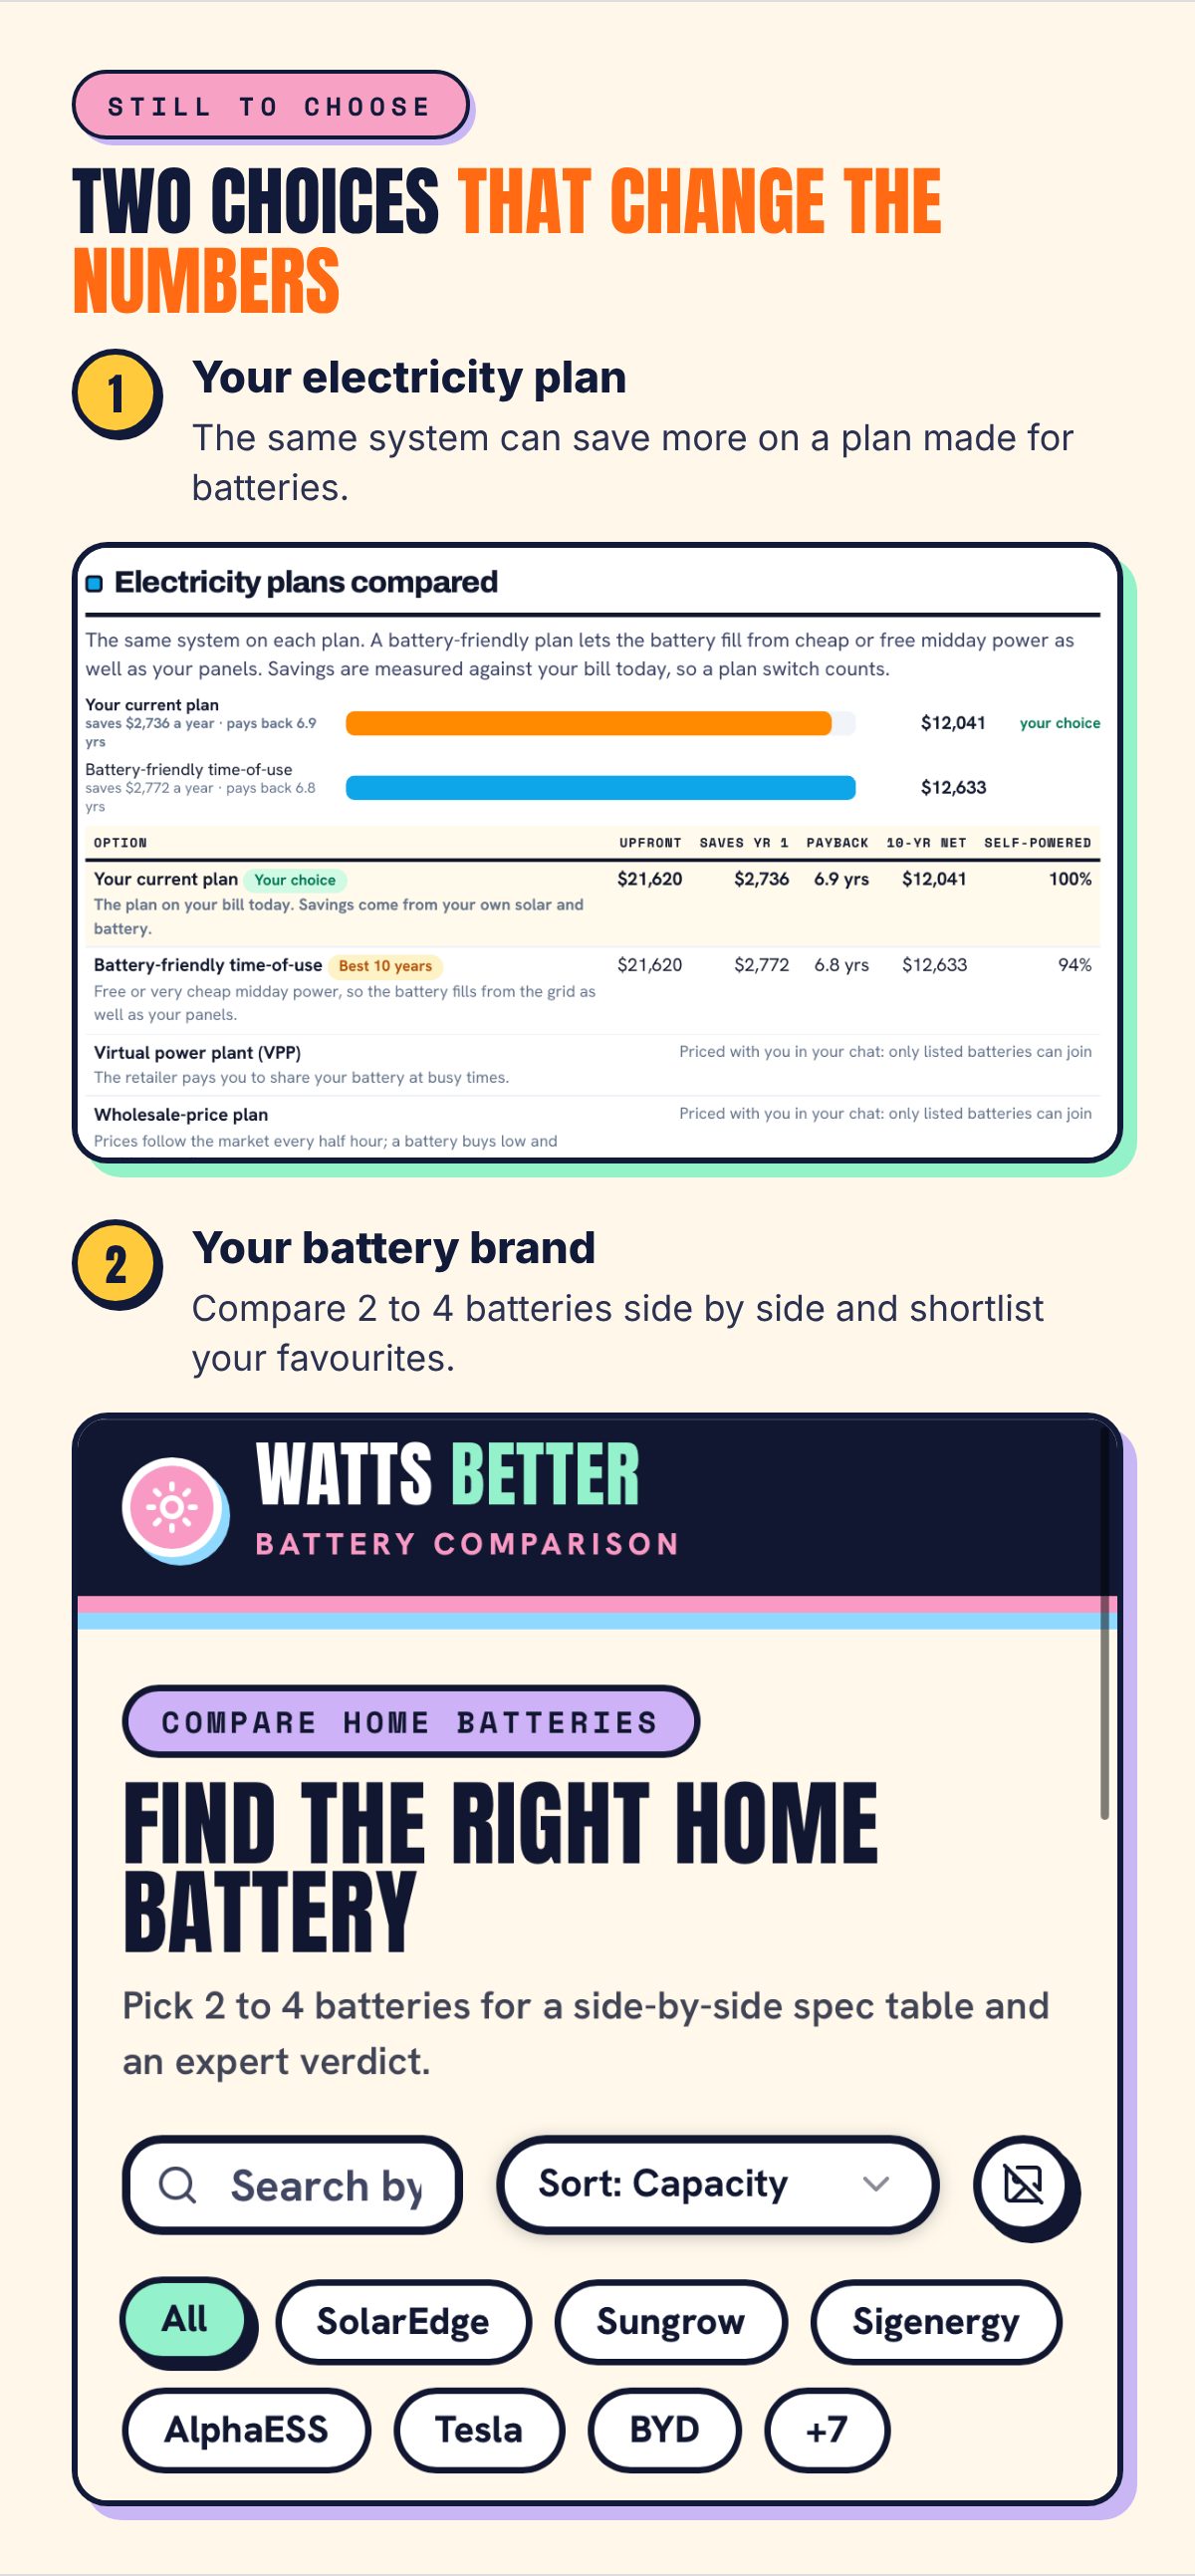 STILL TO CHOOSE
TWO CHOICES THAT CHANGE THE
NUMBERS
1
Your electricity plan
The same system can save more on a plan made for
batteries.
Electricity plans compared
The same system on each plan. A battery-friendly plan lets the battery fill from cheap or free midday power as
well as your panels. Savings are measured against your bill today, so a plan switch counts.
Your current plan
saves $2,736 a year · pays back 6.9
yrs
$12,041 your choice
Battery-friendly time-of-use
saves $2,772 a year · pays back 6.8
yrs
$12,633
OPTION UPFRONT SAVES YR 1 PAYBACK 10-YR NET SELF-POWERED
Your current plan Your choice $21,620 $2,736 6.9 yrs $12,041 100%
The plan on your bill today. Savings come from your own solar and
battery.
Battery-friendly time-of-use Best 10 years $21,620 $2,772 6.8 yrs $12,633 94%
Free or very cheap midday power, so the battery fills from the grid as
well as your panels.
Virtual power plant (VPP) Priced with you in your chat: only listed batteries can join
The retailer pays you to share your battery at busy times.
Wholesale-price plan Priced with you in your chat: only listed batteries can join
Prices follow the market every half hour; a battery buys low and
2
Your battery brand
Compare 2 to 4 batteries side by side and shortlist
your favourites.
WATTS BETTER
BATTERY COMPARISON
COMPARE HOME BATTERIES
FIND THE RIGHT HOME
BATTERY
Pick 2 to 4 batteries for a side-by-side spec table and
an expert verdict.
Search by Sort: Capacity
All SolarEdge Sungrow Sigenergy
AlphaESS Tesla BYD +7